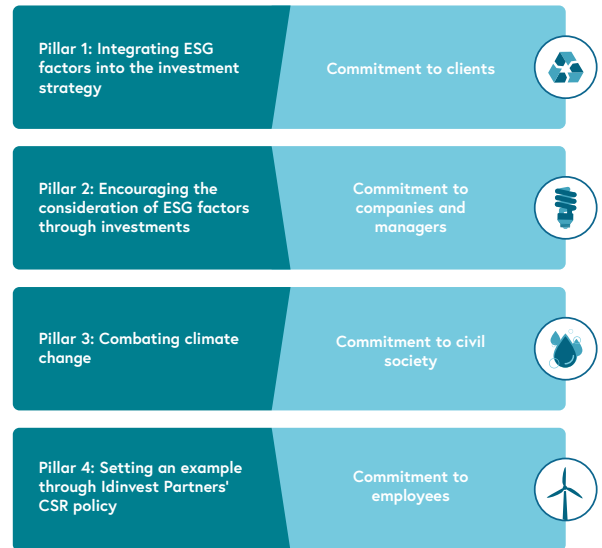 Pillar 1: Integrating ESG
factors into the investment
strategy
Commitment to clients
Pillar 2: Encouraging the
consideration of ESG factors
through investments
Commitment to
companies and
managers
Pillar 3: Combating climate
change
Commitment to civil
society
Pillar 4: Setting an example
through Idinvest Partners'
CSR policy
Commitment to
employees